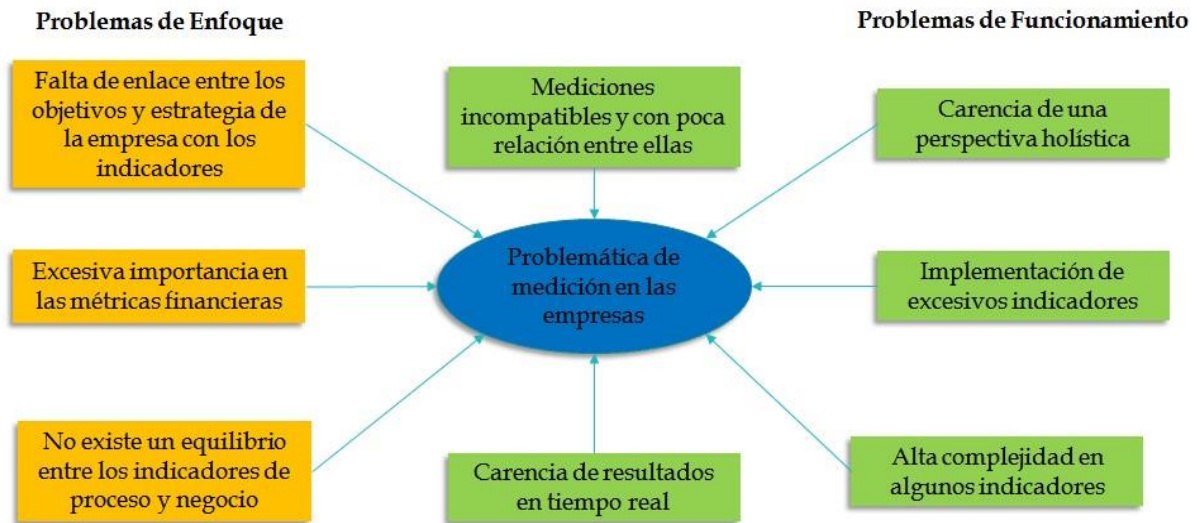 Problemas de Enfoque
Problemas de Funcionamiento
Falta de enlace entre los
objetivos y estrategia de
la empresa con los
indicadores
Mediciones
incompatibles y con poca
relación entre ellas
Carencia de una
perspectiva holística
Excesiva importancia en
las métricas financieras
Problemática de
medición en las
empresas
Implementación de
excesivos indicadores
No existe un equilibrio
entre los indicadores de
proceso y negocio
Carencia de resultados
en tiempo real
Alta complejidad en
algunos indicadores